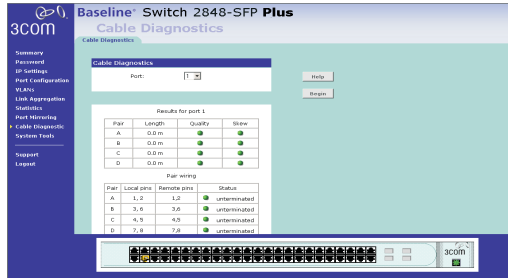 3COM
Baseline Switch 2848-SFP Plus
Cable Diagnostics
Cable Diagnostics
Summary
Password
IP Settings
Port Configuration
VLANs
Link Aggregation
Statistics
Port Mirroring
Cable Diagnostic
System Tools
Support
Logout
Cable Diagnostics
Port: 1
Help
Begin
Results for port 1
Pair Length Quality Skew
A 0.0 m
B 0.0 m
C 0.0 m
D 0.0 m
Pair wiring
Pair Local pins Remote pins Status
A 1, 2 1,2 unterminated
B 3, 6 3,6 unterminated
C 4, 5 4,5 unterminated
D 7, 8 7,8 unterminated
3COM